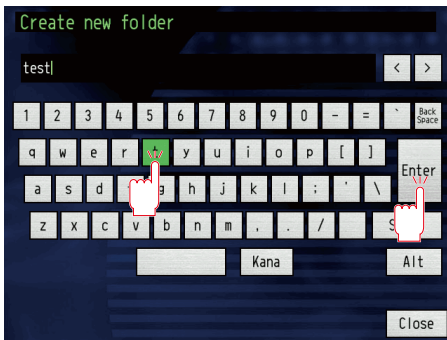 Create new folder
test
< >
1 2 3 4 5 6 7 8 9 0 - = ` Back Space
q w e r t y u i o p [ ] Enter
a s d g h j k l ; ' \
z x c v b n m , . / S
Kana Alt
Close